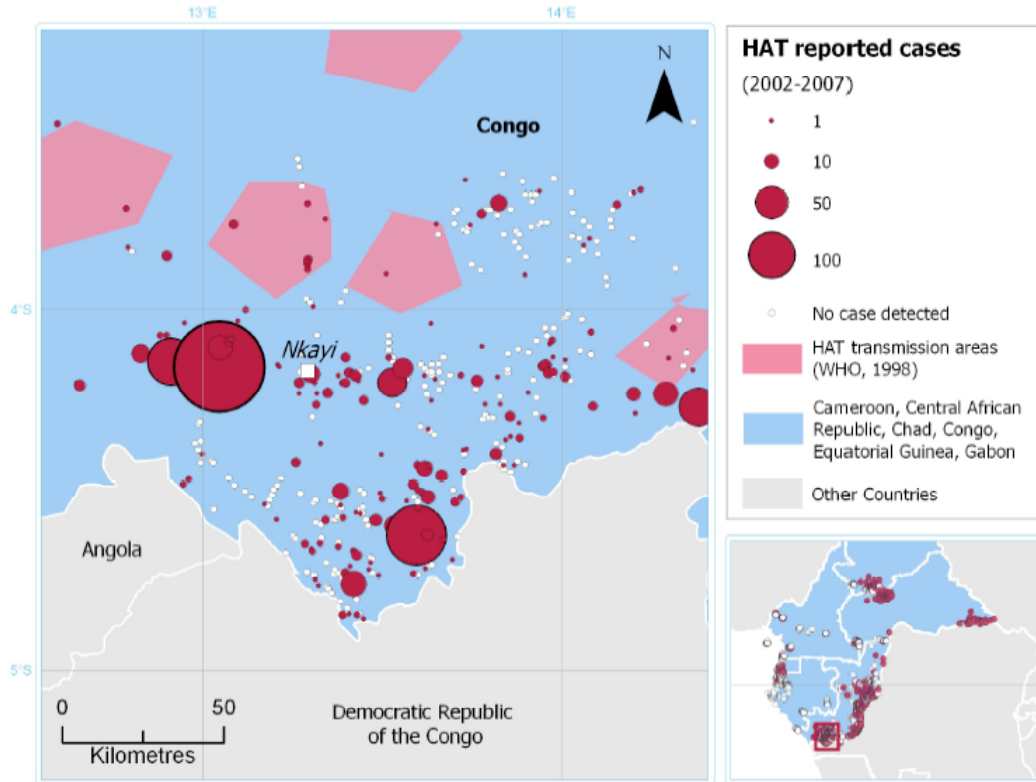 13°E
14°E
N
Congo
4°S
Nkayi
Angola
5°S
0
50
Kilometres
Democratic Republic
of the Congo
HAT reported cases
(2002-2007)
1
10
50
100
No case detected
HAT transmission areas
(WHO, 1998)
Cameroon, Central African
Republic, Chad, Congo,
Equatorial Guinea, Gabon
Other Countries